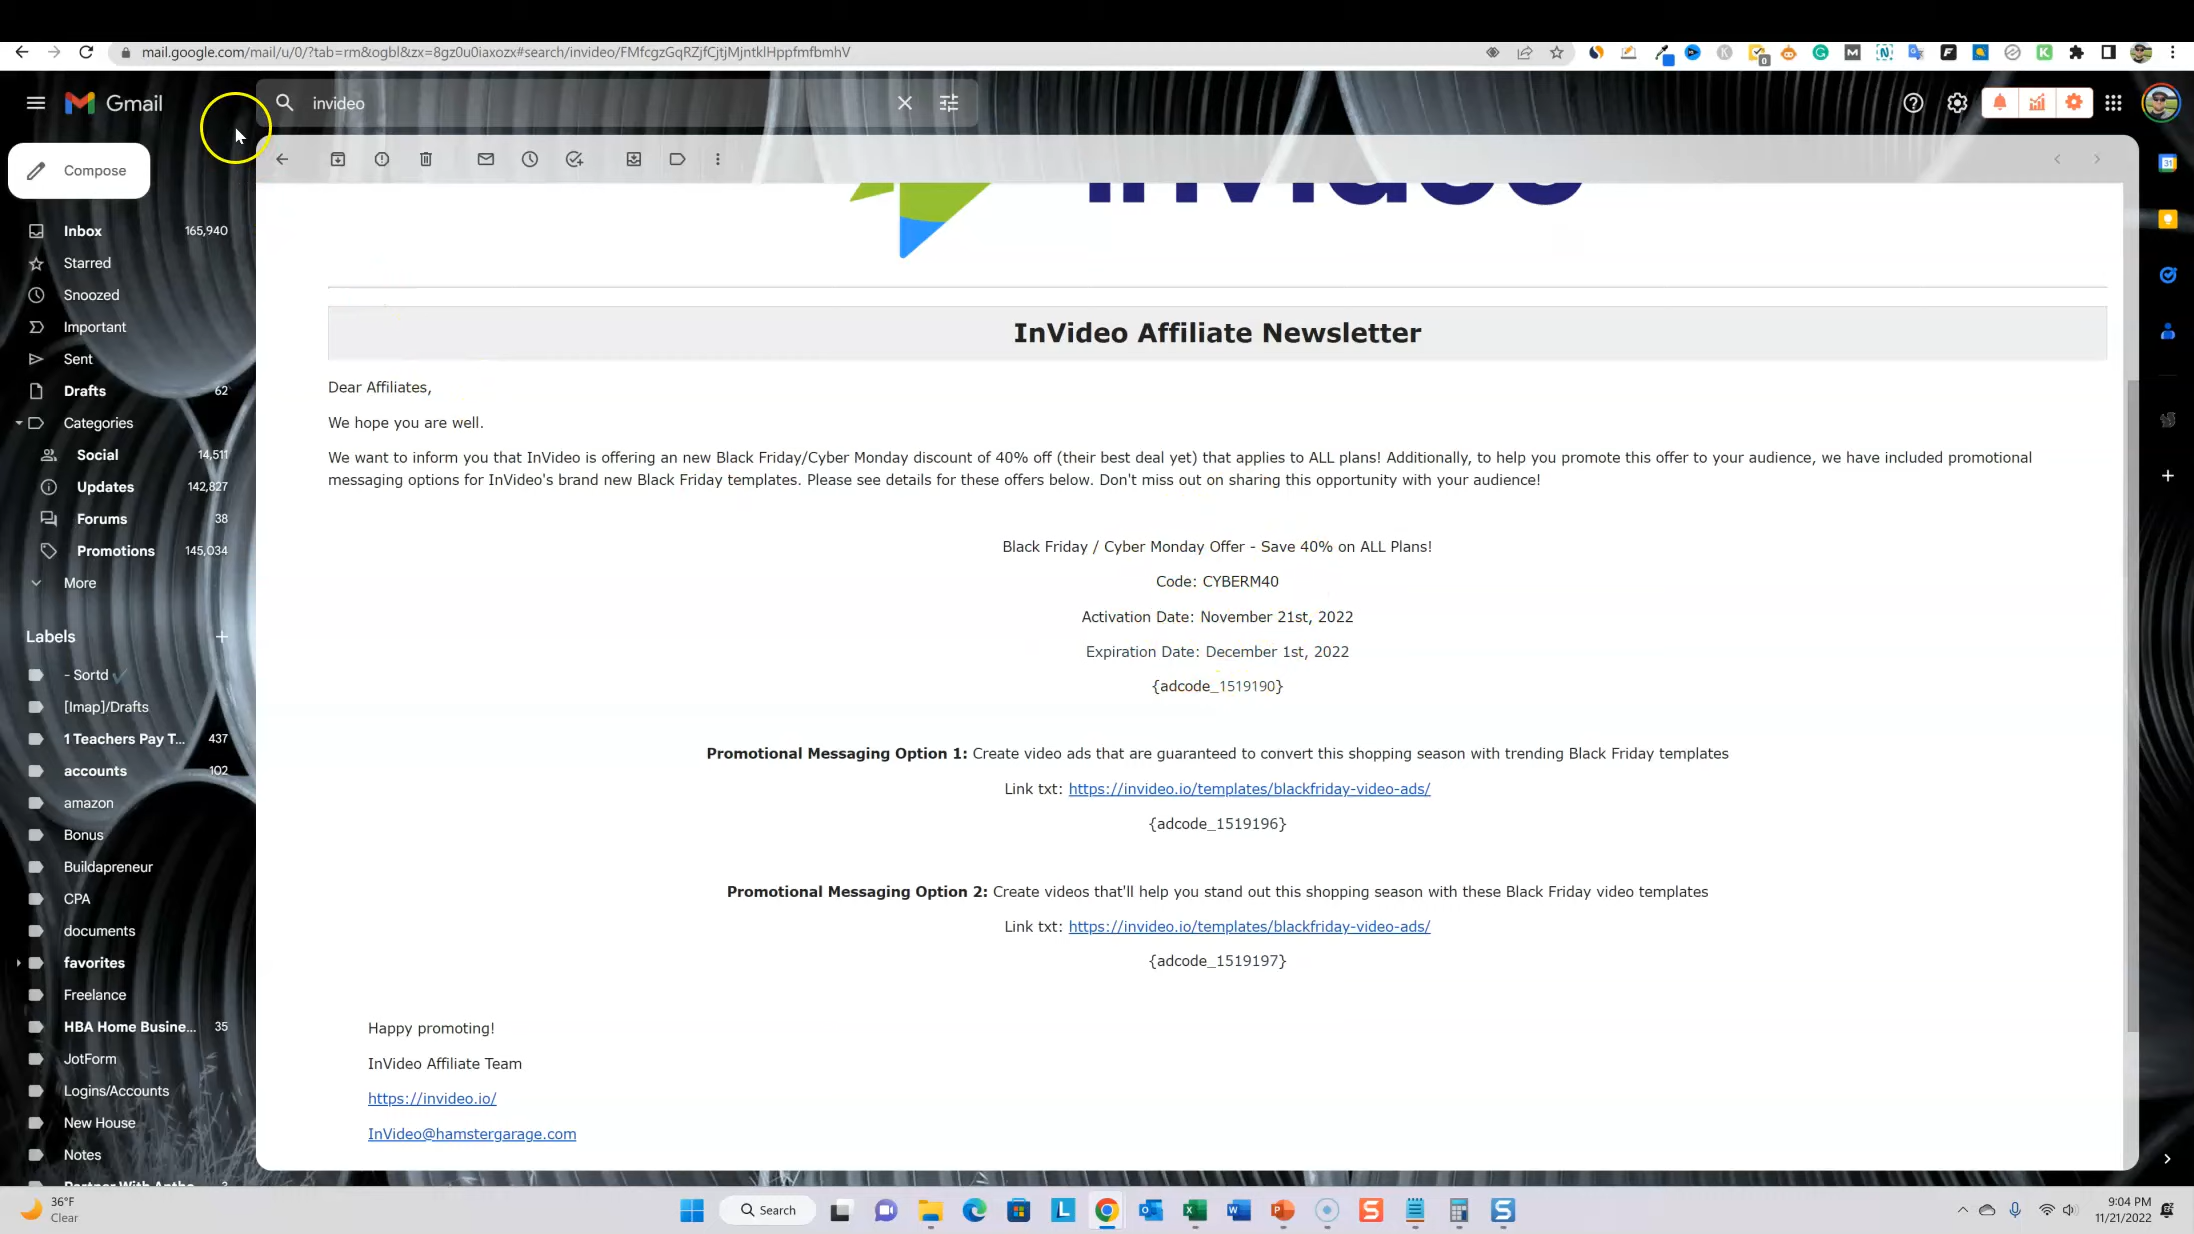 mail.google.com/mail/u/0/?tab=rm&ogbl&zx=8gz0u0iaxozx#search/invideo/FMfcgzGqRZjfCjtjMjntklHppfmfbmhV
Gmail
invideo
Compose
Inbox 165,940
Starred
Snoozed
Important
Sent
Drafts 62
Categories
Social 14,511
Updates 142,827
Forums 38
Promotions 145,034
More
Labels
- Sortd
[Imap]/Drafts
1 Teachers Pay T... 437
accounts 102
amazon
Bonus
Buildapreneur
CPA
documents
favorites
Freelance
HBA Home Busine... 35
JotForm
Logins/Accounts
New House
Notes
Partner With Antho
invideo
InVideo Affiliate Newsletter
Dear Affiliates,
We hope you are well.
We want to inform you that InVideo is offering an new Black Friday/Cyber Monday discount of 40% off (their best deal yet) that applies to ALL plans! Additionally, to help you promote this offer to your audience, we have included promotional
messaging options for InVideo's brand new Black Friday templates. Please see details for these offers below. Don't miss out on sharing this opportunity with your audience!
Black Friday / Cyber Monday Offer - Save 40% on ALL Plans!
Code: CYBERM40
Activation Date: November 21st, 2022
Expiration Date: December 1st, 2022
{adcode_1519190}
Promotional Messaging Option 1: Create video ads that are guaranteed to convert this shopping season with trending Black Friday templates
Link txt: https://invideo.io/templates/blackfriday-video-ads/
{adcode_1519196}
Promotional Messaging Option 2: Create videos that'll help you stand out this shopping season with these Black Friday video templates
Link txt: https://invideo.io/templates/blackfriday-video-ads/
{adcode_1519197}
Happy promoting!
InVideo Affiliate Team
https://invideo.io/
InVideo@hamstergarage.com
36°F
Clear
Search
9:04 PM
11/21/2022